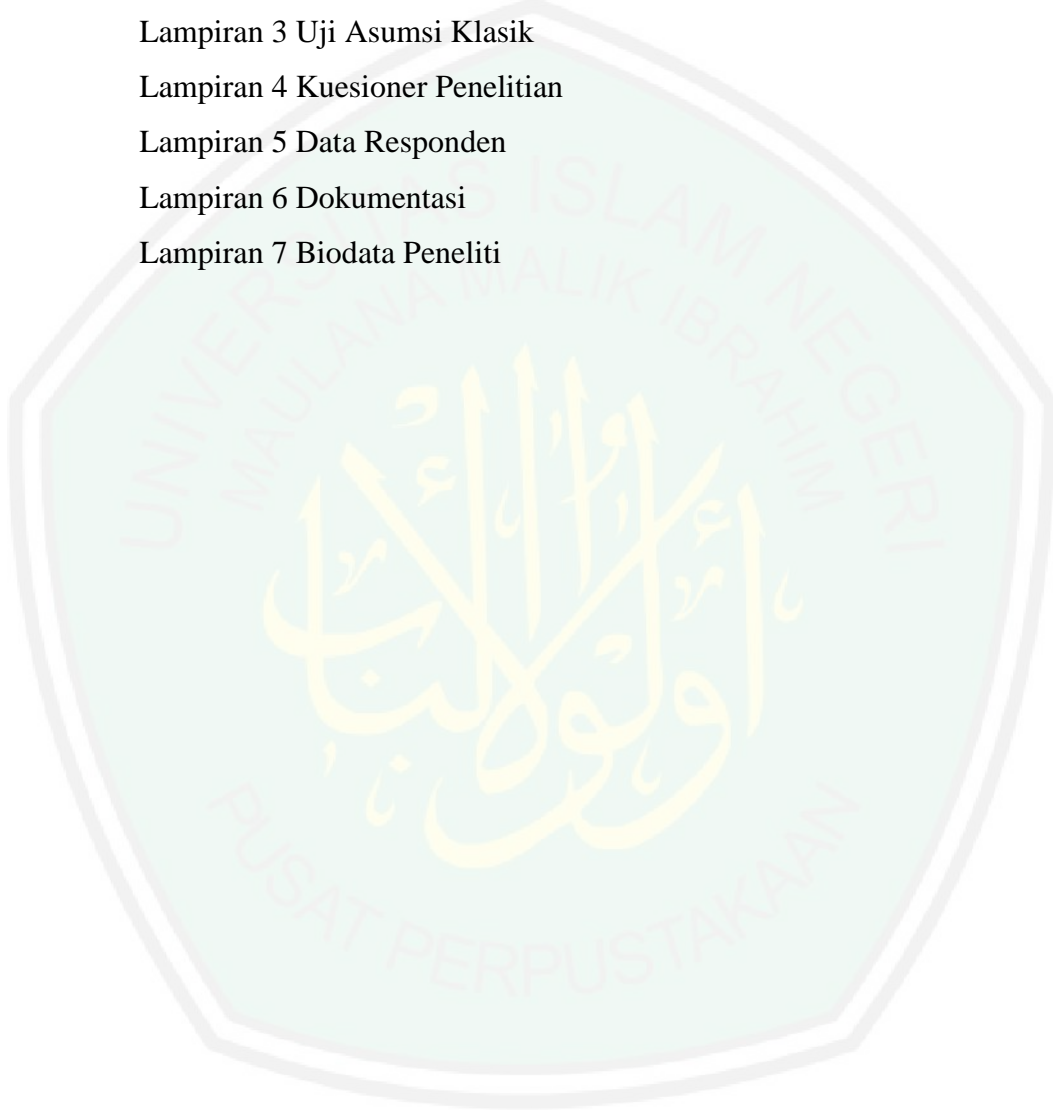 Lampiran 3 Uji Asumsi Klasik
Lampiran 4 Kuesioner Penelitian
Lampiran 5 Data Responden
Lampiran 6 Dokumentasi
Lampiran 7 Biodata Peneliti
UNIVERSITAS ISLAM NEGERI
MAULANA MALIK IBRAHIM
PUSAT PERPUSTAKAAN